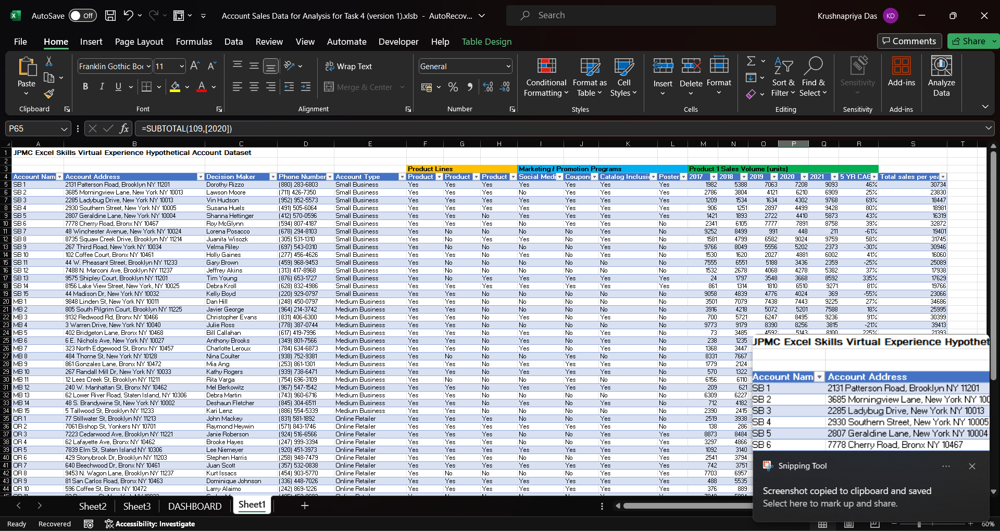 AutoSave Off Account Sales Data for Analysis for Task 4 (version 1).xlsb - AutoRecov... Search Krushnapriya Das KD
File Home Insert Page Layout Formulas Data Review View Automate Developer Help Table Design Comments Share
Paste Franklin Gothic Boc 11 Wrap Text General Conditional Formatting Format as Table Cell Styles Insert Delete Format Sort & Filter Find & Select Sensitivity Add-ins Analyze Data
B I U Merge & Center
Clipboard Font Alignment Number Styles Cells Editing Sensitivity Add-ins
P65 fx =SUBTOTAL(109,[2020])
A B C D E F G H I J K L M N O P Q R S T
1 JPMC Excel Skills Virtual Experience Hypothetical Account Dataset
2
3 Product Lines Marketing / Promotion Programs Product 1 Sales Volume (units)
4 Account Nam Account Address Decision Maker Phone Number Account Type Product Product Product Social Medi Coupon Catalog Inclusi Poster 2017 2018 2019 2020 2021 5 YR CAG Total sales per yea
5 SB 1 2131 Patterson Road, Brooklyn NY 11201 Dorothy Rizzo (880) 283-6803 Small Business Yes Yes Yes Yes Yes Yes Yes 1982 5388 7063 7208 9093 46% 30734
6 SB 2 3685 Morningview Lane, New York NY 10013 Lawson Moore (711) 426-7350 Small Business Yes Yes Yes No Yes Yes Yes 2786 3804 4121 6210 6909 25% 23830
7 SB 3 2285 Ladybug Drive, New York NY 10013 Vin Hudson (952) 952-5573 Small Business Yes Yes Yes Yes Yes Yes Yes 1209 1534 1634 4302 9768 69% 18447
8 SB 4 2930 Southern Street, New York NY 10005 Susana Huels (491) 505-6064 Small Business Yes Yes Yes Yes Yes Yes Yes 906 1251 2897 4499 9428 80% 18981
9 SB 5 2807 Geraldine Lane, New York NY 10004 Shanna Hettinger (412) 570-0596 Small Business Yes Yes No Yes Yes Yes Yes 1421 1893 2722 4410 5873 43% 16319
10 SB 6 7778 Cherry Road, Bronx NY 10467 Roy McGlynn (594) 807-4187 Small Business Yes Yes Yes No Yes Yes No 2341 6105 7777 7891 8758 39% 32872
11 SB 7 48 Winchester Avenue, New York NY 10024 Lorena Posacco (678) 294-8103 Small Business Yes No No No No Yes No 9252 8499 991 448 211 -61% 19401
12 SB 8 8735 Squaw Creek Drive, Brooklyn NY 11214 Juanita Wisozk (305) 531-1310 Small Business Yes No Yes Yes No Yes No 1581 4799 6582 9024 9759 58% 31745
13 SB 9 267 Third Road, New York NY 10034 Velma Riley (697) 543-0310 Small Business Yes Yes No No No Yes No 9766 8049 5556 5202 2373 -30% 30946
14 SB 10 102 Coffee Court, Bronx NY 10461 Holly Gaines (277) 456-4626 Small Business Yes Yes No Yes No Yes No 1530 1620 2027 4881 6002 41% 16060
15 SB 11 44 W. Pheasant Street, Brooklyn NY 11233 Gary Brown (459) 968-9453 Small Business Yes No No No No Yes No 7555 6551 5188 3436 2359 -25% 25089
16 SB 12 7488 N. Marconi Ave, Brooklyn NY 11237 Jeffrey Akins (313) 417-8968 Small Business Yes No No No No No No 1532 2678 4068 4278 5382 37% 17938
17 SB 13 9575 Shipley Court, Brooklyn NY 11201 Tim Young (876) 653-1727 Small Business Yes No Yes Yes Yes Yes Yes 24 1797 3548 3668 8592 335% 17629
18 SB 14 8156 Lake View Street, New York, NY 10025 Debra Kroll (628) 832-4986 Small Business Yes Yes Yes Yes Yes Yes Yes 861 1314 1810 6510 9271 81% 19766
19 SB 15 44 Madison Dr, New York NY 10032 Kelly Boyd (220) 929-0797 Small Business Yes Yes No No No No No 9058 4839 4776 4024 369 -55% 23066
20 MB 1 9848 Linden St, New York NY 10011 Dan Hill (248) 450-0797 Medium Business Yes Yes No No No No No 3501 7079 7438 7443 9225 27% 34686
21 MB 2 805 South Pilgrim Court, Brooklyn NY 11225 Javier George (964) 214-3742 Medium Business Yes Yes No No No No No 3916 4218 5072 5201 7588 18% 25995
22 MB 3 9132 Redwood Rd, Bronx NY 10466 Christopher Evans (831) 406-6300 Medium Business Yes Yes No Yes No Yes No 700 5721 6247 8495 9236 91% 30399
23 MB 4 3 Warren Drive, New York NY 10040 Julie Ross (778) 387-0744 Medium Business Yes Yes No No No No No 9773 9179 8390 8256 3815 -21% 39413
24 MB 5 402 Bridgeton Lane, Bronx NY 10468 Bill Callahan (617) 419-7996 Medium Business Yes Yes No Yes No Yes No 73 3485 4592 5143 8100 225% 21393
25 MB 6 6 E. Nichols Ave, New York NY 10027 Anthony Brooks (349) 801-7566 Medium Business Yes Yes No Yes No Yes No 238 1235
26 MB 7 323 North Edgewood St, Bronx NY 10457 Charlotte Leroux (784) 634-6873 Medium Business Yes Yes No Yes No Yes No 1368 3447
27 MB 8 484 Thorne St, New York NY 10128 Nina Coulter (938) 752-9381 Medium Business Yes No No No Yes No No 8331 7667
28 MB 9 861 Gonzales Lane, Bronx NY 10472 Mia Ang (253) 861-1301 Medium Business Yes Yes No Yes Yes Yes No 1779 2124
29 MB 10 267 Randall Mill Dr, New York NY 10033 Kathy Rogers (939) 738-6471 Medium Business Yes Yes No Yes Yes Yes No 570 1322
30 MB 11 12 Lees Creek St, Brooklyn NY 11211 Rita Varga (754) 696-3109 Medium Business Yes No No No Yes No No 6156 6110
31 MB 12 240 W. Manhattan St, Bronx NY 10462 Mel Berkowitz (967) 547-1542 Medium Business Yes Yes No Yes Yes Yes No 209 621
32 MB 13 62 Lower River Road, Staten Island, NY 10306 Debra Martin (743) 960-6716 Medium Business Yes Yes No No No No No 6309 6227
33 MB 14 48 S. Brandywine St, New York NY 10002 Deshaun Fletcher (845) 304-6511 Medium Business Yes Yes No Yes No Yes No 712 4182
34 MB 15 5 Tallwood St, Brooklyn NY 11233 Kari Lenz (886) 554-5339 Medium Business Yes Yes No No No No No 2390 2415
35 OR 1 77 Stillwater St, Brooklyn NY 11213 John Mackey (831) 581-1892 Online Retailer Yes Yes Yes No Yes Yes No 2519 3938
36 OR 2 7061 Bishop St, Yonkers NY 10701 Raymond Heywin (571) 843-1746 Online Retailer Yes Yes Yes Yes Yes Yes No 138 286
37 OR 3 7223 Cedarwood Ave, Brooklyn NY 11221 Janie Roberson (924) 516-6566 Online Retailer Yes Yes Yes No No Yes Yes 8873 8484
38 OR 4 62 Lafayette Ave, Bronx NY 10462 Brooke Hayes (247) 999-3394 Online Retailer Yes Yes No No No Yes Yes 3297 4866
39 OR 5 7839 Elm St, Staten Island NY 10306 Lee Niemeyer (920) 451-3973 Online Retailer Yes Yes Yes Yes Yes Yes Yes 1092 3140
40 OR 6 429 Stonybrook Dr, Brooklyn NY 11203 Stephen Harris (258) 948-7479 Online Retailer Yes Yes Yes No No Yes Yes 2541 3794
41 OR 7 640 Beechwood Dr, Bronx NY 10461 Juan Scott (357) 532-0838 Online Retailer Yes Yes Yes Yes Yes Yes Yes 742 3751
42 OR 8 9453 N. Wagon Lane, Brooklyn NY 11237 Kurt Issacs (454) 903-5770 Online Retailer Yes No No No No Yes Yes 7703 6957
43 OR 9 81 San Carlos Road, Bronx NY 10463 Dominique Johnson (336) 448-7026 Online Retailer Yes Yes Yes Yes Yes Yes Yes 488 5535
44 OR 10 596 Coffee St, Bronx NY 10472 Larry Alaimo (242) 869-1226 Online Retailer Yes Yes Yes Yes Yes Yes Yes 376 889
JPMC Excel Skills Virtual Experience Hypothet
Account Nam Account Address
SB 1 2131 Patterson Road, Brooklyn NY 11201
SB 2 3685 Morningview Lane, New York NY 100
SB 3 2285 Ladybug Drive, New York NY 10013
SB 4 2930 Southern Street, New York NY 10005
SB 5 2807 Geraldine Lane, New York NY 10004
SB 6 7778 Cherry Road, Bronx NY 10467
Snipping Tool
Screenshot copied to clipboard and saved
Select here to mark up and share.
Sheet2 Sheet3 DASHBOARD Sheet1
Ready Recovered Accessibility: Investigate 60%